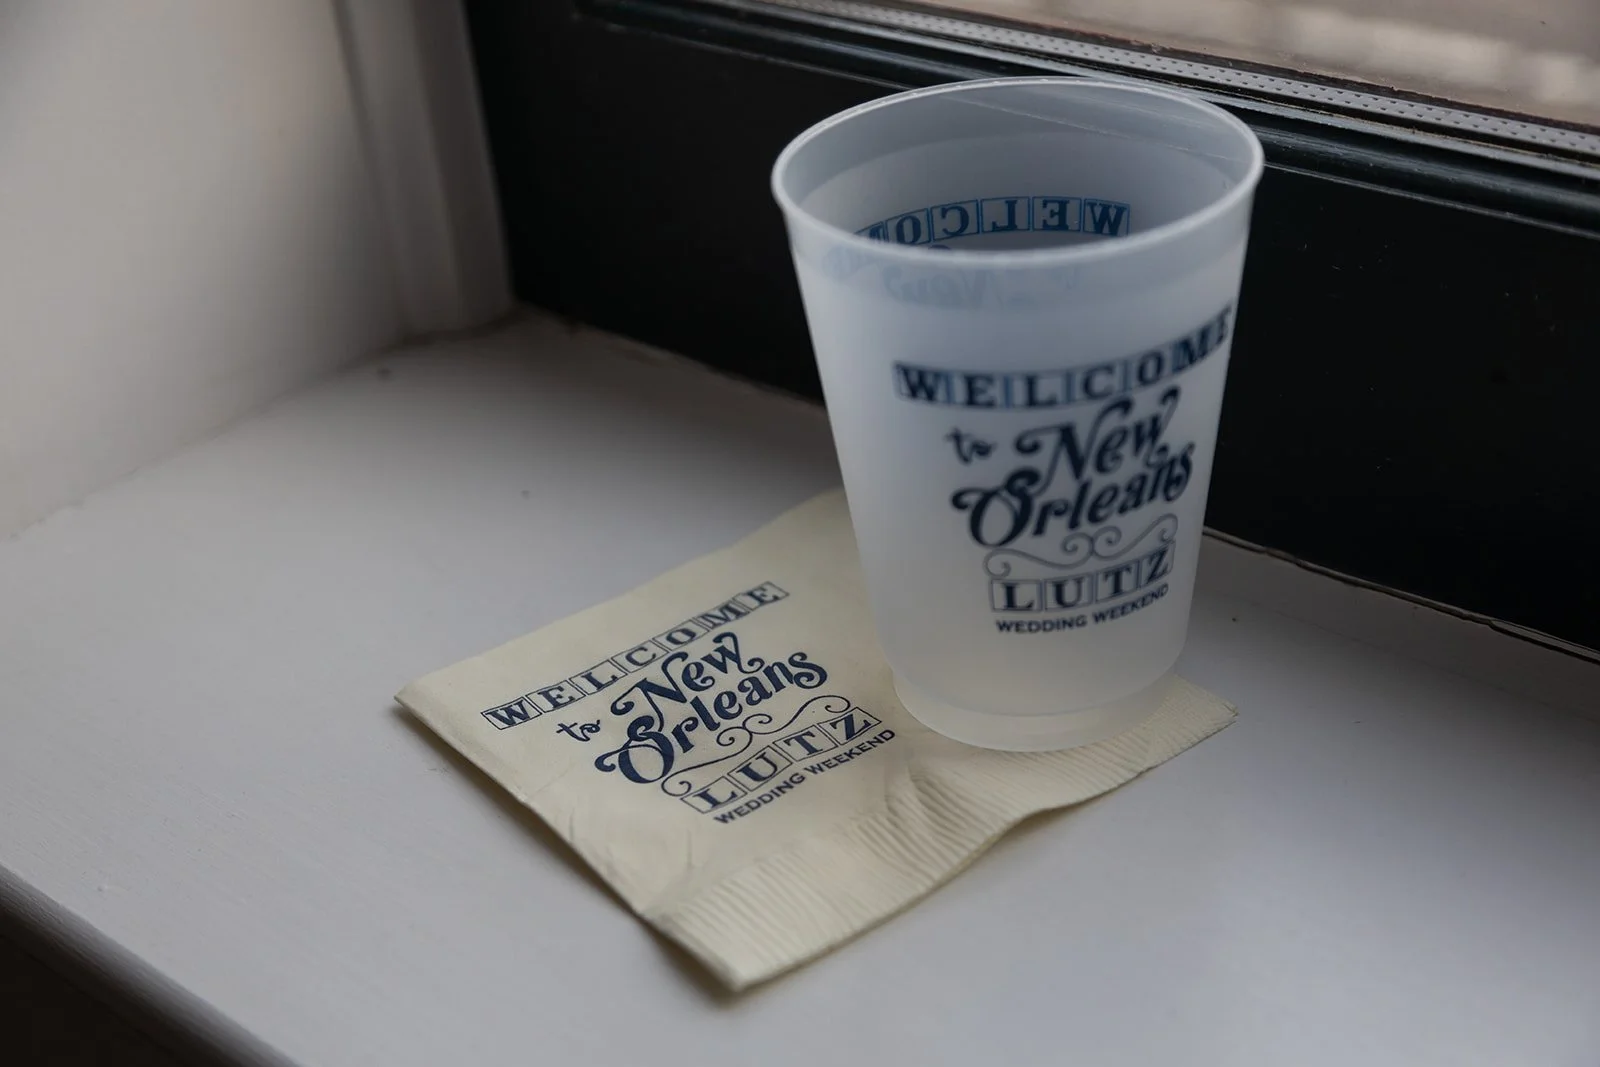 WELCOME
to New
Orleans
LUTZ
WEDDING WEEKEND
WELCOME
to New
Orleans
LUTZ
WEDDING WEEKEND